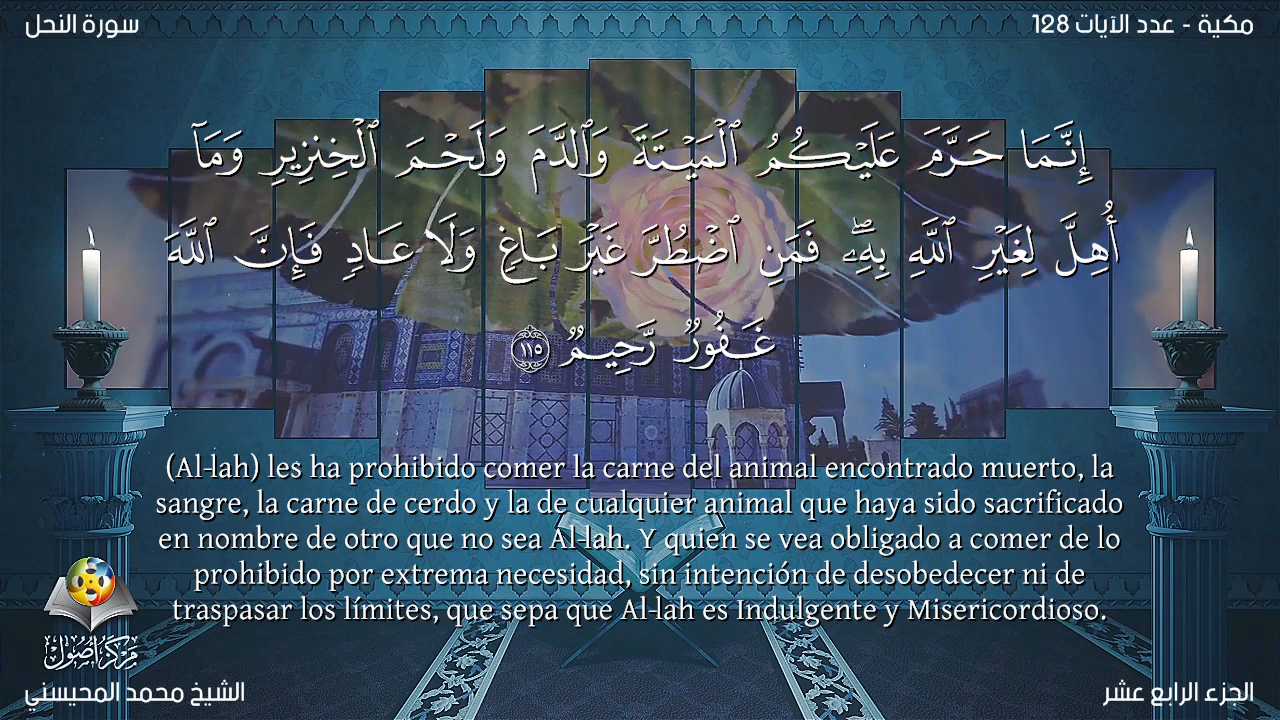 سورة النحل
مكية - عدد الآيات 128
إِنَّمَا حَرَّمَ عَلَيْكُمُ ٱلْمَيْتَةَ وَٱلدَّمَ وَلَحْمَ ٱلْخِنزِيرِ وَمَآ
أُهِلَّ لِغَيْرِ ٱللَّهِ بِهِۦۖ فَمَنِ ٱضْطُرَّ غَيْرَ بَاغٍ وَلَا عَادٍ فَإِنَّ ٱللَّهَ
غَفُورٌ رَّحِيمٌ ١١٥
(Al-lah) les ha prohibido comer la carne del animal encontrado muerto, la
sangre, la carne de cerdo y la de cualquier animal que haya sido sacrificado
en nombre de otro que no sea Al-lah. Y quien se vea obligado a comer de lo
prohibido por extrema necesidad, sin intención de desobedecer ni de
traspasar los límites, que sepa que Al-lah es Indulgente y Misericordioso.
مركز أصول
الشيخ محمد المحيسني
الجزء الرابع عشر